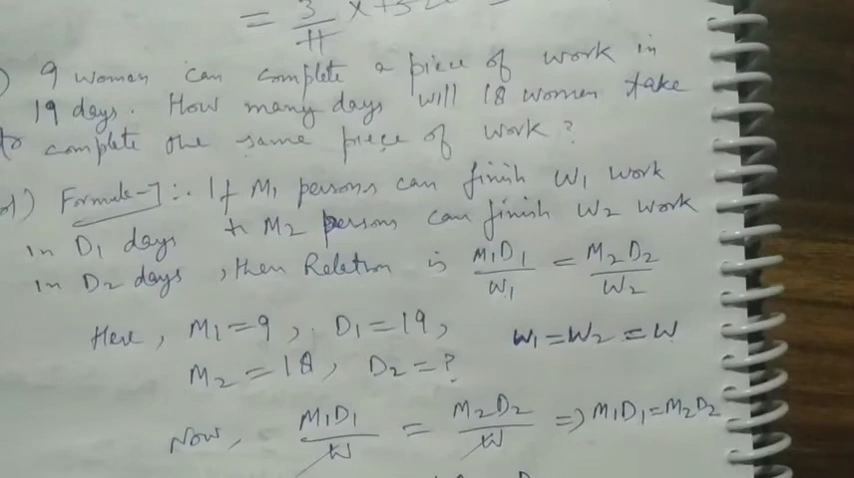 = 3/11 x
) 9 women can complete a piece of work in
19 days. How many days will 18 women take
to complete the same piece of work?
Formula-7:- If M1 persons can finish W1 work
in D1 days & M2 persons can finish W2 work
in D2 days, then Relation is M1D1/W1 = M2D2/W2
Here, M1=9, D1=19, W1=W2=W
M2=18, D2=?
Now, M1D1/W = M2D2/W => M1D1=M2D2